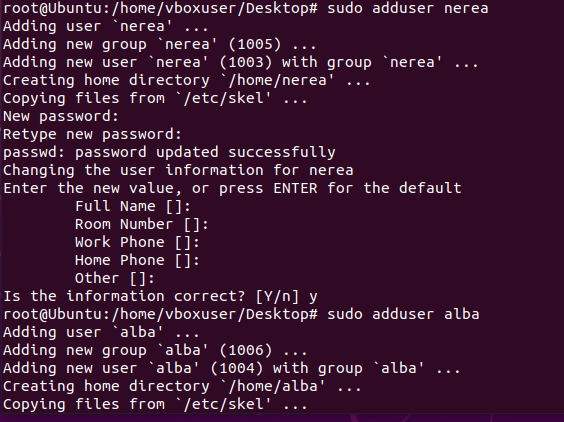 root@Ubuntu:/home/vboxuser/Desktop# sudo adduser nerea
Adding user `nerea' ...
Adding new group `nerea' (1005) ...
Adding new user `nerea' (1003) with group `nerea' ...
Creating home directory `/home/nerea' ...
Copying files from `/etc/skel' ...
New password:
Retype new password:
passwd: password updated successfully
Changing the user information for nerea
Enter the new value, or press ENTER for the default
        Full Name []:
        Room Number []:
        Work Phone []:
        Home Phone []:
        Other []:
Is the information correct? [Y/n] y
root@Ubuntu:/home/vboxuser/Desktop# sudo adduser alba
Adding user `alba' ...
Adding new group `alba' (1006) ...
Adding new user `alba' (1004) with group `alba' ...
Creating home directory `/home/alba' ...
Copying files from `/etc/skel' ...